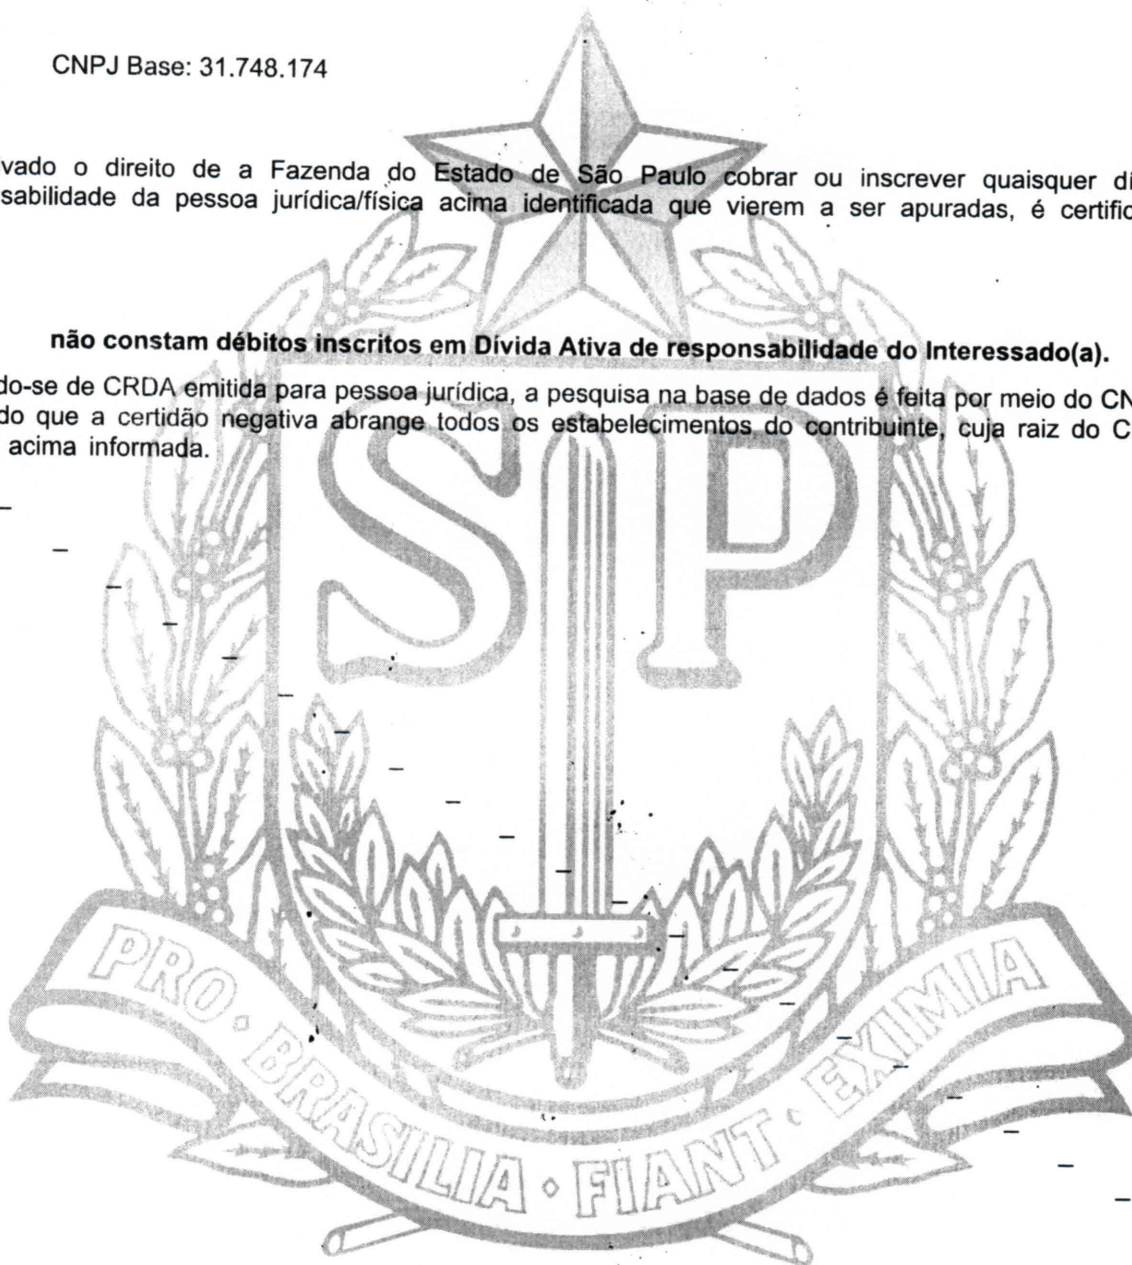 CNPJ Base: 31.748.174
vado o direito de a Fazenda do Estado de São Paulo cobrar ou inscrever quaisquer dí
sabilidade da pessoa jurídica/física acima identificada que vierem a ser apuradas, é certific
não constam débitos inscritos em Dívida Ativa de responsabilidade do Interessado(a).
do-se de CRDA emitida para pessoa jurídica, a pesquisa na base de dados é feita por meio do CN
do que a certidão negativa abrange todos os estabelecimentos do contribuinte, cuja raiz do C
acima informada.
SP
PRO · BRASILIA · FIANT · EXIMIA